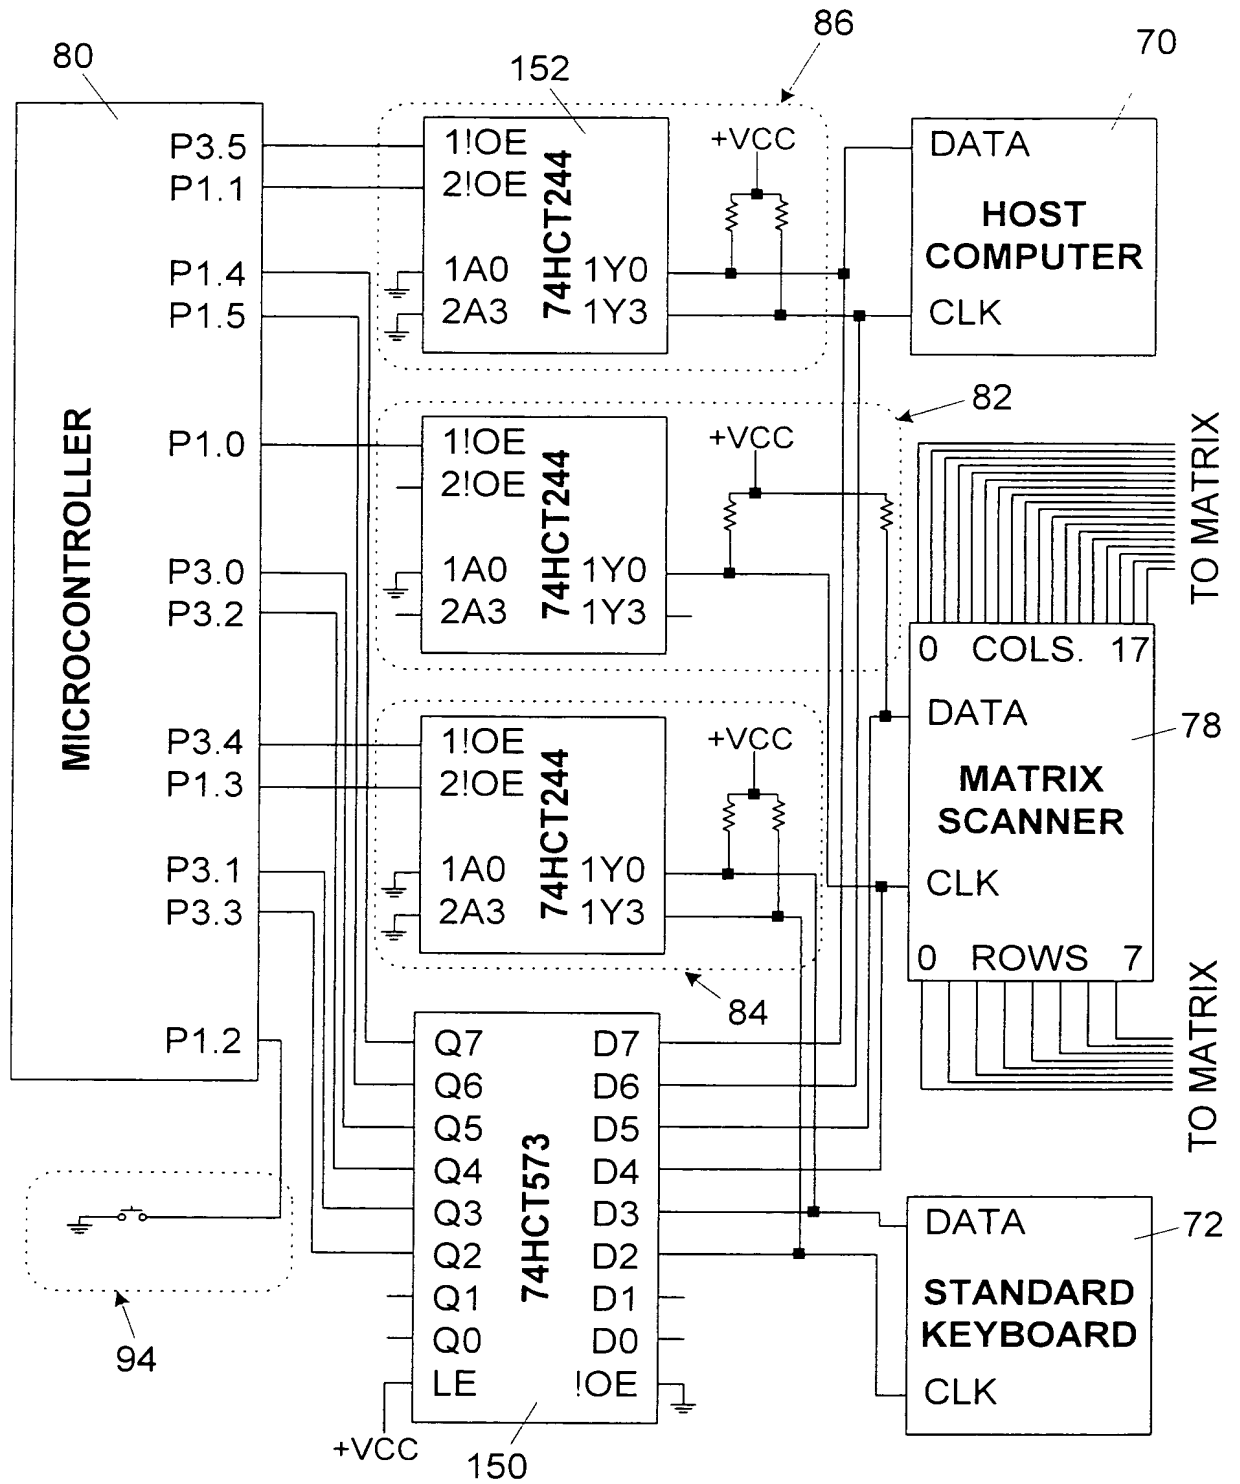 86
70
80
152
P3.5
P1.1
P1.4
P1.5
P1.0
P3.0
P3.2
P3.4
P1.3
P3.1
P3.3
P1.2
MICROCONTROLLER
1!OE
2!OE
1A0
2A3
74HCT244
1Y0
1Y3
+VCC
DATA
HOST
COMPUTER
CLK
82
1!OE
2!OE
1A0
2A3
74HCT244
1Y0
1Y3
+VCC
TO MATRIX
0 COLS. 17
DATA
MATRIX
SCANNER
CLK
0 ROWS 7
78
TO MATRIX
1!OE
2!OE
1A0
2A3
74HCT244
1Y0
1Y3
+VCC
84
Q7
Q6
Q5
Q4
Q3
Q2
Q1
Q0
LE
74HCT573
D7
D6
D5
D4
D3
D2
D1
D0
!OE
+VCC
150
94
DATA
STANDARD
KEYBOARD
CLK
72